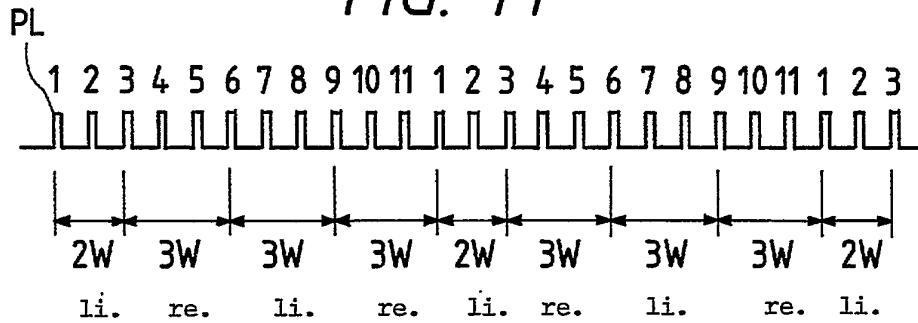 FIG. 11
PL
1 2 3 4 5 6 7 8 9 10 11 1 2 3 4 5 6 7 8 9 10 11 1 2 3
2W 3W 3W 3W 2W 3W 3W 3W 2W
li. re. li. re. li. re. li. re. li.